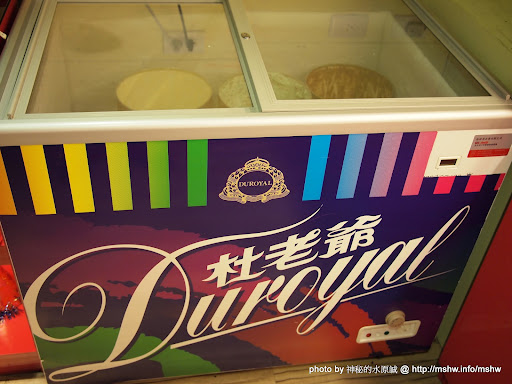 DUROYAL
杜老爺
Duroyal
photo by 神秘的水原誠 @ http://mshw.info/mshw